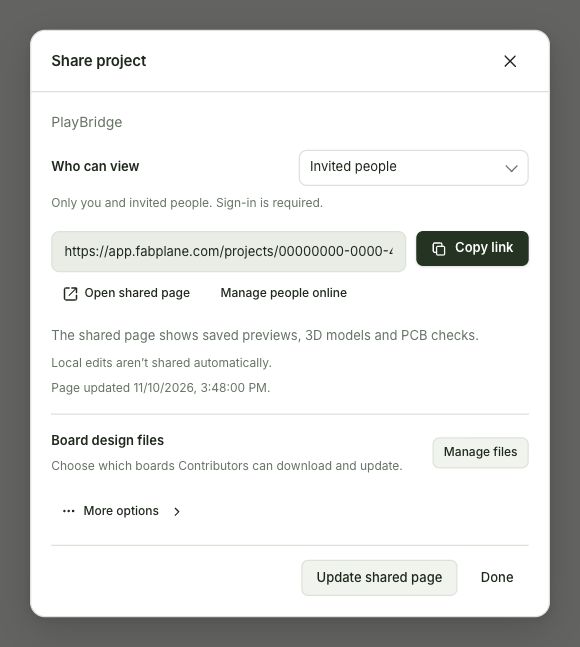 Share project
PlayBridge
Who can view
Invited people
Only you and invited people. Sign-in is required.
https://app.fabplane.com/projects/00000000-0000-4
Copy link
Open shared page
Manage people online
The shared page shows saved previews, 3D models and PCB checks.
Local edits aren't shared automatically.
Page updated 11/10/2026, 3:48:00 PM.
Board design files
Choose which boards Contributors can download and update.
Manage files
More options
Update shared page
Done